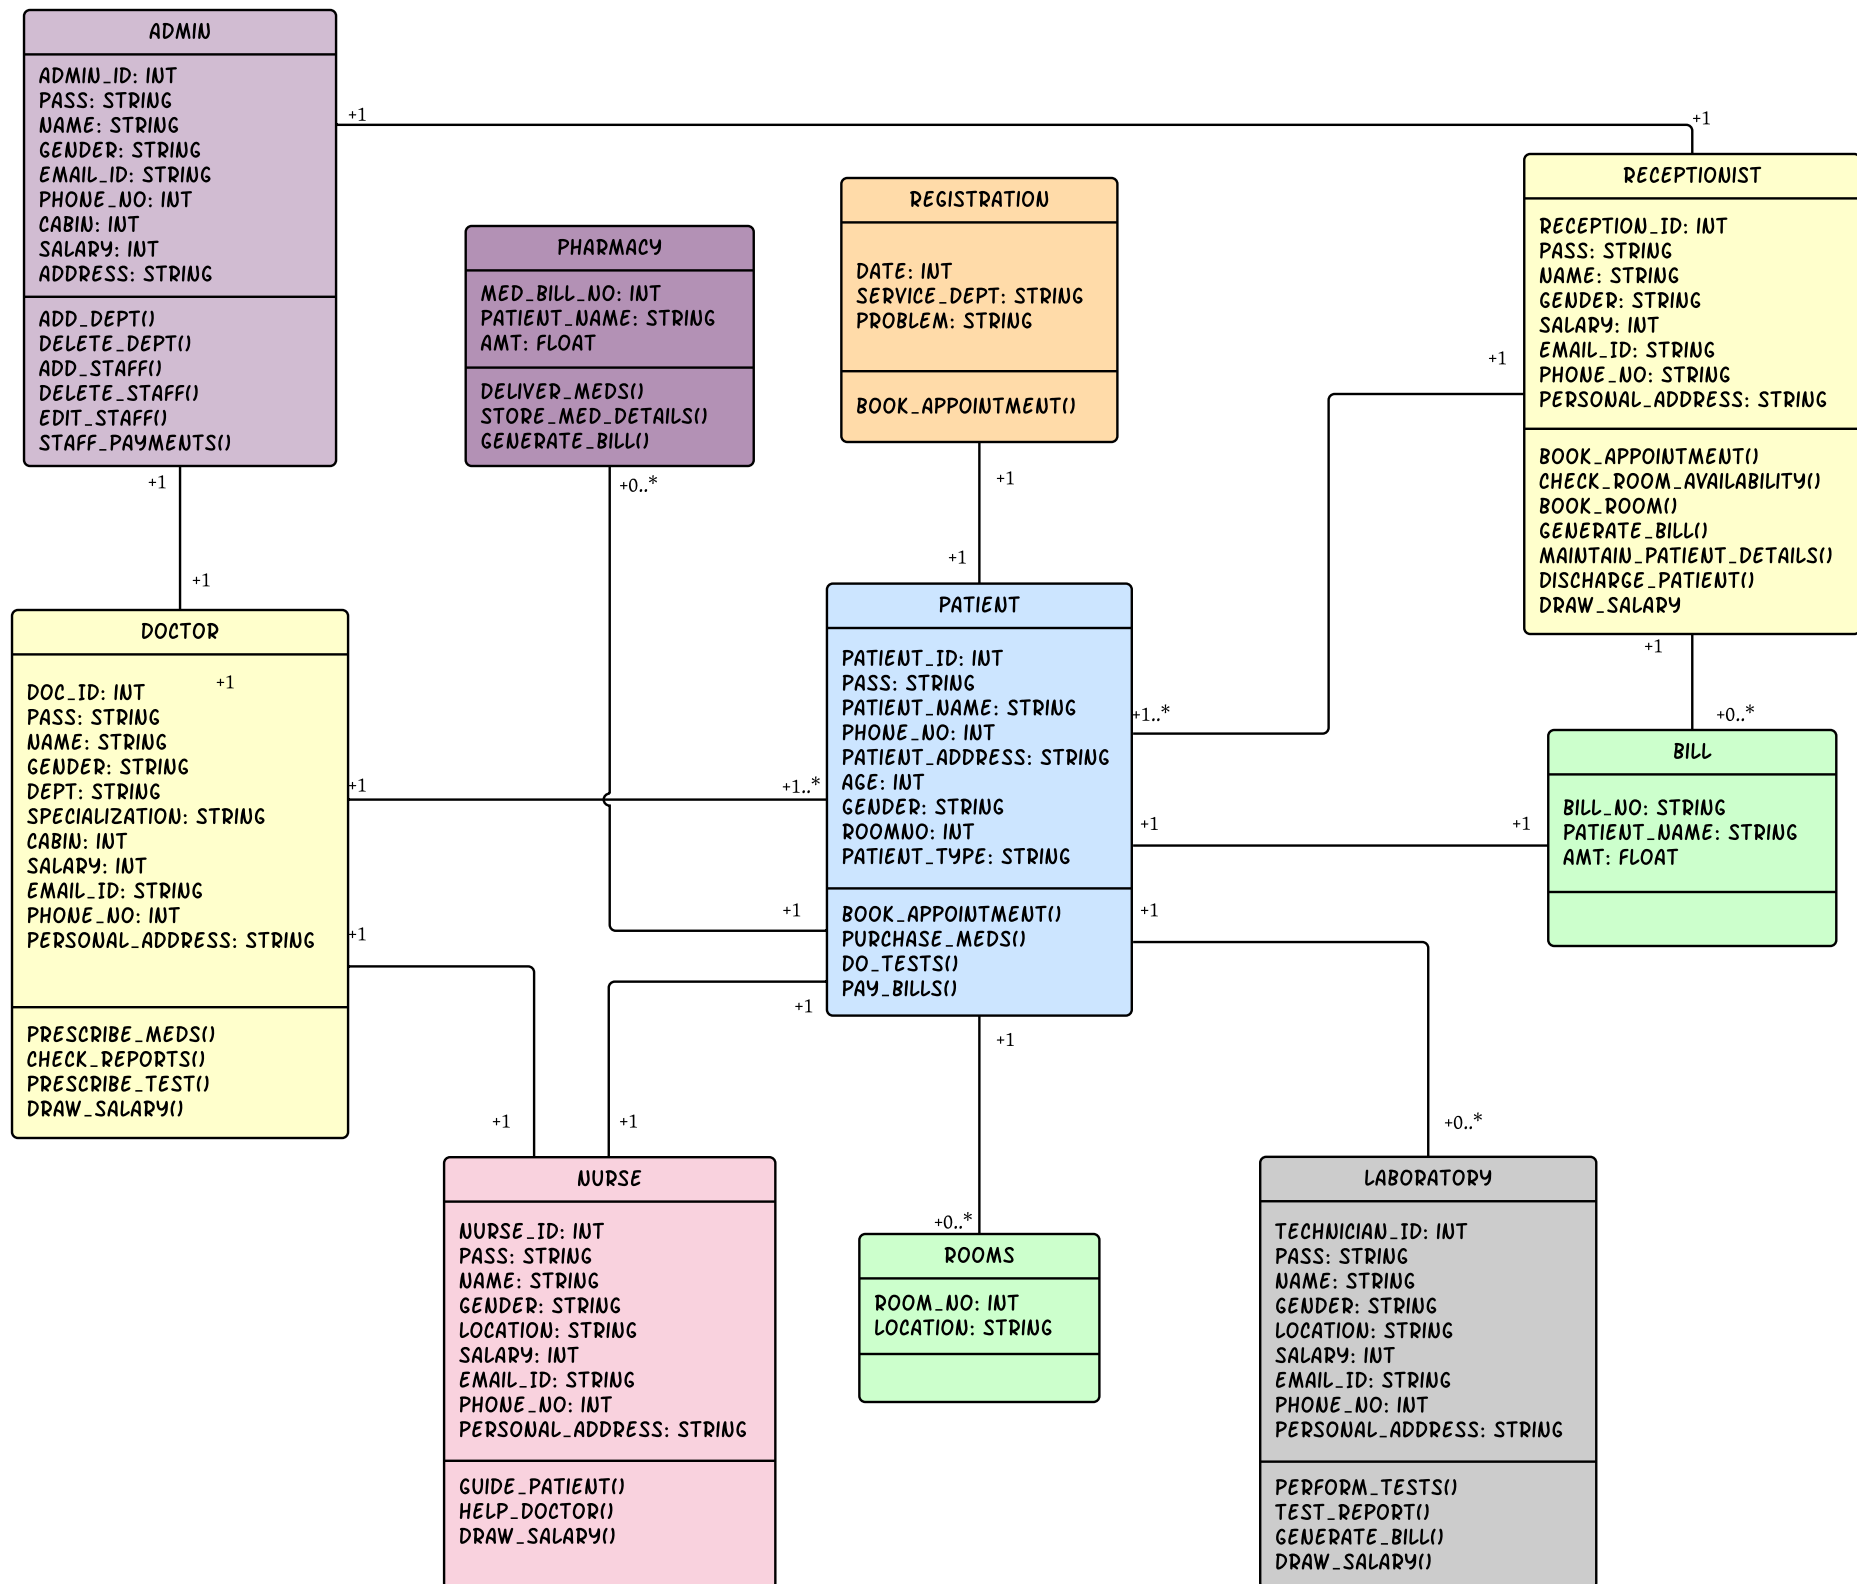 ADMIN
ADMIN_ID: INT
PASS: STRING
NAME: STRING
GENDER: STRING
EMAIL_ID: STRING
PHONE_NO: INT
CABIN: INT
SALARY: INT
ADDRESS: STRING
ADD_DEPT()
DELETE_DEPT()
ADD_STAFF()
DELETE_STAFF()
EDIT_STAFF()
STAFF_PAYMENTS()
+1
+1
+1
+1
PHARMACY
MED_BILL_NO: INT
PATIENT_NAME: STRING
AMT: FLOAT
DELIVER_MEDS()
STORE_MED_DETAILS()
GENERATE_BILL()
+0..*
REGISTRATION
DATE: INT
SERVICE_DEPT: STRING
PROBLEM: STRING
BOOK_APPOINTMENT()
+1
+1
RECEPTIONIST
RECEPTION_ID: INT
PASS: STRING
NAME: STRING
GENDER: STRING
SALARY: INT
EMAIL_ID: STRING
PHONE_NO: STRING
PERSONAL_ADDRESS: STRING
BOOK_APPOINTMENT()
CHECK_ROOM_AVAILABILITY()
BOOK_ROOM()
GENERATE_BILL()
MAINTAIN_PATIENT_DETAILS()
DISCHARGE_PATIENT()
DRAW_SALARY
+1
+1
+0..*
DOCTOR
+1
DOC_ID: INT
PASS: STRING
NAME: STRING
GENDER: STRING
DEPT: STRING
SPECIALIZATION: STRING
CABIN: INT
SALARY: INT
EMAIL_ID: STRING
PHONE_NO: INT
PERSONAL_ADDRESS: STRING
PRESCRIBE_MEDS()
CHECK_REPORTS()
PRESCRIBE_TEST()
DRAW_SALARY()
+1
+1
PATIENT
PATIENT_ID: INT
PASS: STRING
PATIENT_NAME: STRING
PHONE_NO: INT
PATIENT_ADDRESS: STRING
AGE: INT
GENDER: STRING
ROOMNO: INT
PATIENT_TYPE: STRING
BOOK_APPOINTMENT()
PURCHASE_MEDS()
DO_TESTS()
PAY_BILLS()
+1..*
+1
+1
+1..*
+1
+1
+1
+1
BILL
BILL_NO: STRING
PATIENT_NAME: STRING
AMT: FLOAT
+1
+1
NURSE
NURSE_ID: INT
PASS: STRING
NAME: STRING
GENDER: STRING
LOCATION: STRING
SALARY: INT
EMAIL_ID: STRING
PHONE_NO: INT
PERSONAL_ADDRESS: STRING
GUIDE_PATIENT()
HELP_DOCTOR()
DRAW_SALARY()
+0..*
ROOMS
ROOM_NO: INT
LOCATION: STRING
+0..*
LABORATORY
TECHNICIAN_ID: INT
PASS: STRING
NAME: STRING
GENDER: STRING
LOCATION: STRING
SALARY: INT
EMAIL_ID: STRING
PHONE_NO: INT
PERSONAL_ADDRESS: STRING
PERFORM_TESTS()
TEST_REPORT()
GENERATE_BILL()
DRAW_SALARY()